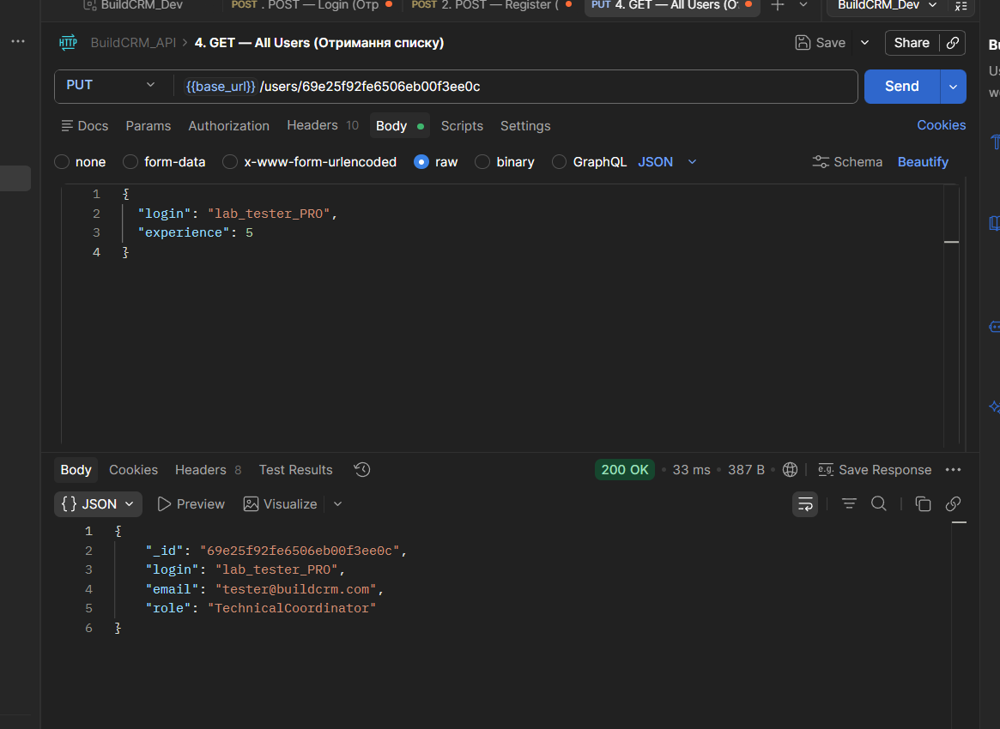 BuildCRM_Dev
POST . POST — Login (Отр
POST 2. POST — Register (
PUT 4. GET — All Users (О
BuildCRM_Dev
HTTP BuildCRM_API > 4. GET — All Users (Отримання списку)
Save
Share
PUT
{{base_url}} /users/69e25f92fe6506eb00f3ee0c
Send
Docs Params Authorization Headers 10 Body Scripts Settings
Cookies
none form-data x-www-form-urlencoded raw binary GraphQL JSON
Schema Beautify
1 {
2 "login": "lab_tester_PRO",
3 "experience": 5
4 }
Body Cookies Headers 8 Test Results
200 OK • 33 ms • 387 B •
e.g. Save Response
{} JSON Preview Visualize
1 {
2 "_id": "69e25f92fe6506eb00f3ee0c",
3 "login": "lab_tester_PRO",
4 "email": "tester@buildcrm.com",
5 "role": "TechnicalCoordinator"
6 }